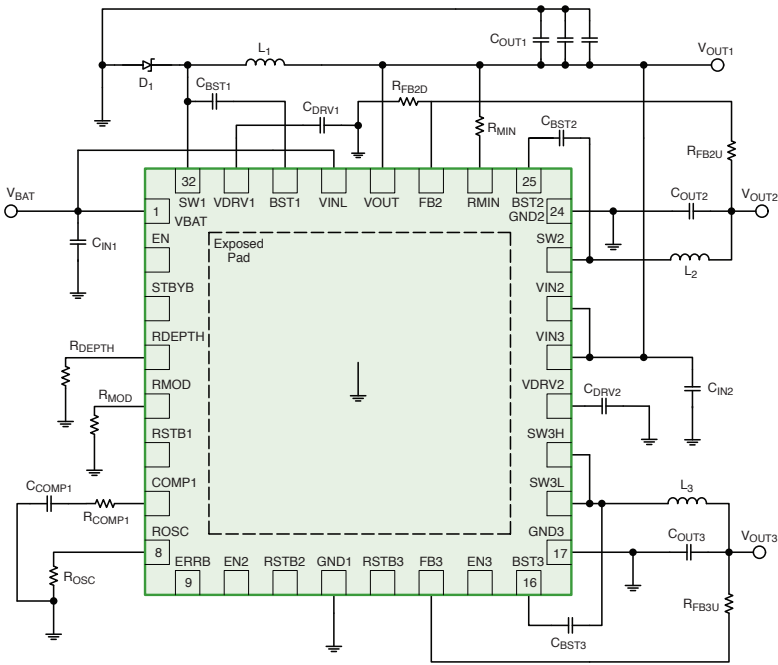 COUT1
L1
VOUT1
D1
CBST1
RFB2D
CDRV1
RMIN
CBST2
RFB2U
32
25
SW1 VDRV1 BST1 VINL VOUT FB2 RMIN BST2
VBAT
1
VBAT
GND2
24
COUT2
VOUT2
CIN1
EN
Exposed
Pad
SW2
L2
STBYB
VIN2
RDEPTH
RDEPTH
VIN3
RMOD
RMOD
VDRV2
CDRV2
CIN2
RSTB1
SW3H
CCOMP1
RCOMP1
COMP1
SW3L
L3
ROSC
8
GND3
17
COUT3
VOUT3
ROSC
ERRB EN2 RSTB2 GND1 RSTB3 FB3 EN3 BST3
9
16
RFB3U
CBST3